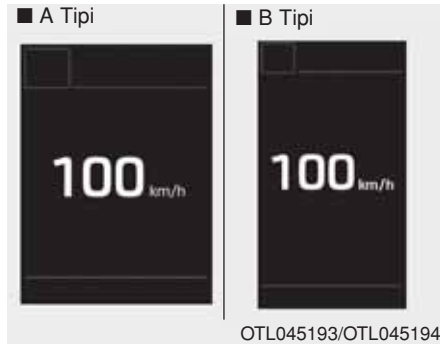 ■ A Tipi
100 km/h
■ B Tipi
100 km/h
OTL045193/OTL045194